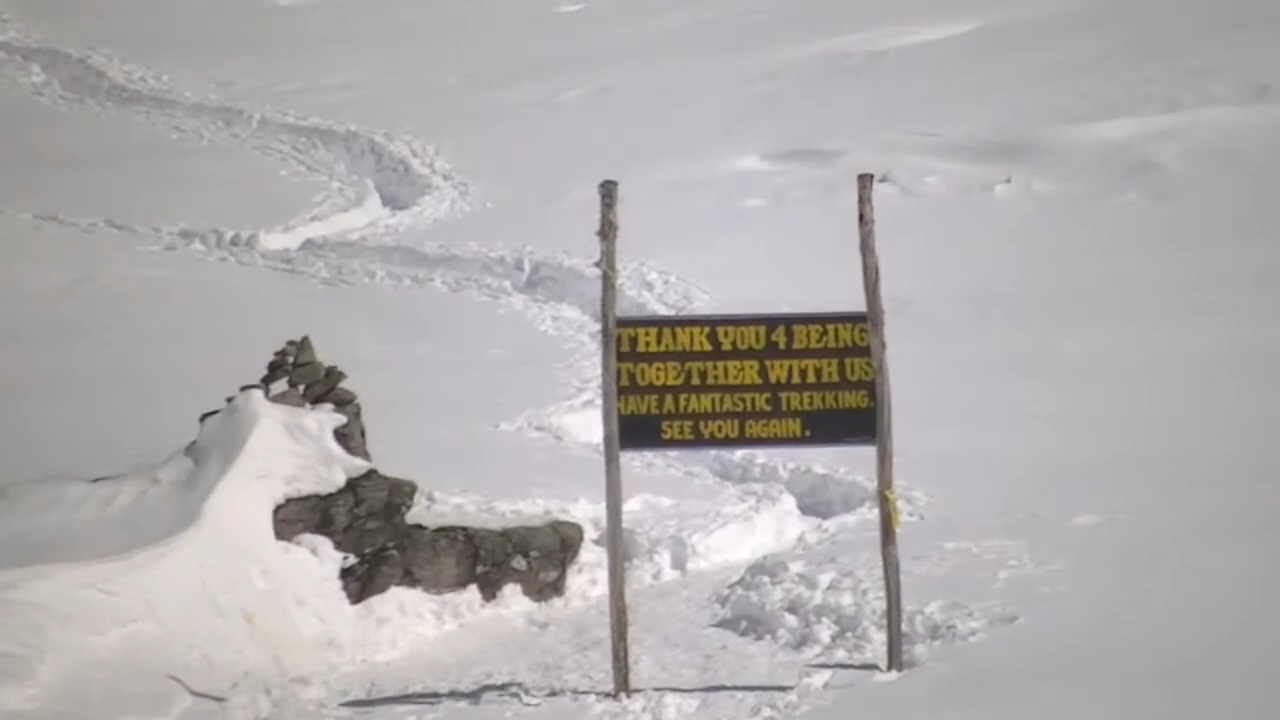 THANK YOU 4 BEING
TOGETHER WITH US
HAVE A FANTASTIC TREKKING.
SEE YOU AGAIN.